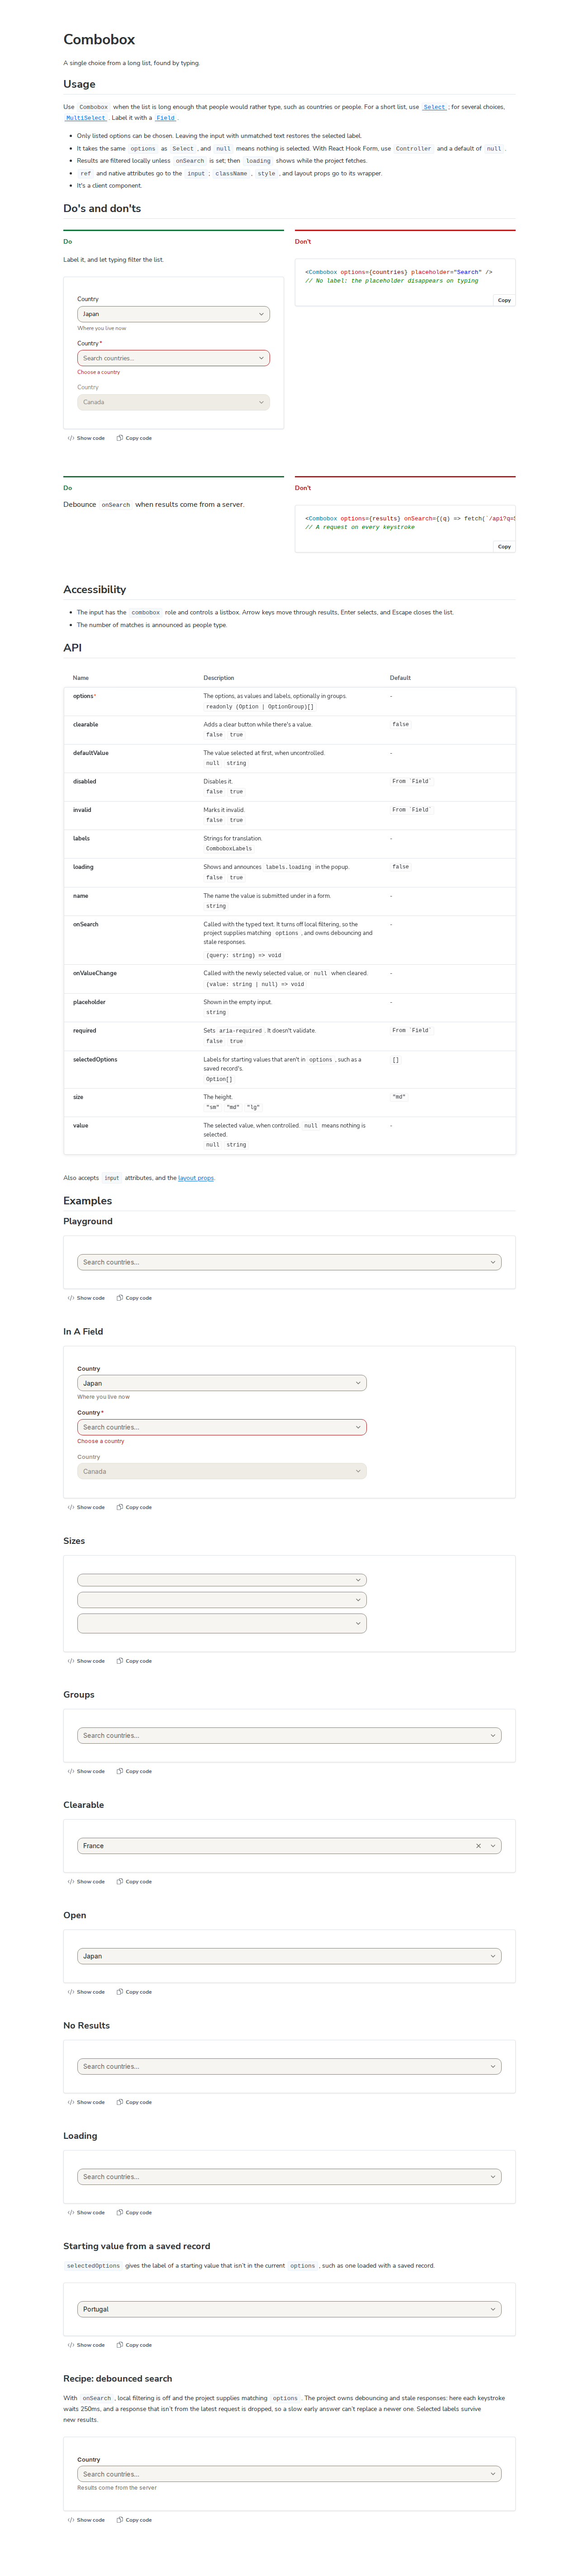 Combobox
A single choice from a long list, found by typing.
Usage
Use Combobox when the list is long enough that people would rather type, such as countries or people. For a short list, use Select; for several choices,
MultiSelect. Label it with a Field.
• Only listed options can be chosen. Leaving the input with unmatched text restores the selected label.
• It takes the same options as Select, and null means nothing is selected. With React Hook Form, use Controller and a default of null.
• Results are filtered locally unless onSearch is set; then loading shows while the project fetches.
• ref and native attributes go to the input; className, style, and layout props go to its wrapper.
• It's a client component.
Do's and don'ts
Do
Label it, and let typing filter the list.
Country
Japan
Where you live now
Country*
Search countries...
Choose a country
Country
Canada
Show code Copy code
Don't
<Combobox options={countries} placeholder="Search" />
// No label: the placeholder disappears on typing
Copy
Do
Debounce onSearch when results come from a server.
Don't
<Combobox options={results} onSearch={(q) => fetch(`/api?q=$
// A request on every keystroke
Copy
Accessibility
• The input has the combobox role and controls a listbox. Arrow keys move through results, Enter selects, and Escape closes the list.
• The number of matches is announced as people type.
API
Name Description Default
options* The options, as values and labels, optionally in groups. -
readonly (Option | OptionGroup)[]
clearable Adds a clear button while there's a value. false
false true
defaultValue The value selected at first, when uncontrolled. -
null string
disabled Disables it. From `Field`
false true
invalid Marks it invalid. From `Field`
false true
labels Strings for translation. -
ComboboxLabels
loading Shows and announces labels.loading in the popup. false
false true
name The name the value is submitted under in a form. -
string
onSearch Called with the typed text. It turns off local filtering, so the -
project supplies matching options, and owns debouncing and
stale responses.
(query: string) => void
onValueChange Called with the newly selected value, or null when cleared. -
(value: string | null) => void
placeholder Shown in the empty input. -
string
required Sets aria-required. It doesn't validate. From `Field`
false true
selectedOptions Labels for starting values that aren't in options, such as a []
saved record's.
Option[]
size The height. "md"
"sm" "md" "lg"
value The selected value, when controlled. null means nothing is -
selected.
null string
Also accepts input attributes, and the layout props.
Examples
Playground
Search countries...
Show code Copy code
In A Field
Country
Japan
Where you live now
Country*
Search countries...
Choose a country
Country
Canada
Show code Copy code
Sizes
Show code Copy code
Groups
Search countries...
Show code Copy code
Clearable
France
Show code Copy code
Open
Japan
Show code Copy code
No Results
Search countries...
Show code Copy code
Loading
Search countries...
Show code Copy code
Starting value from a saved record
selectedOptions gives the label of a starting value that isn't in the current options, such as one loaded with a saved record.
Portugal
Show code Copy code
Recipe: debounced search
With onSearch, local filtering is off and the project supplies matching options. The project owns debouncing and stale responses: here each keystroke
waits 250ms, and a response that isn't from the latest request is dropped, so a slow early answer can't replace a newer one. Selected labels survive
new results.
Country
Search countries...
Results come from the server
Show code Copy code